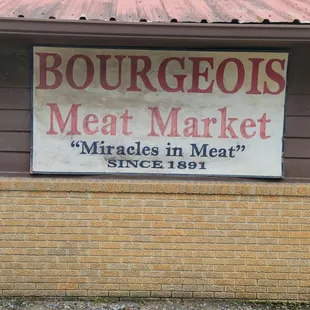 BOURGEOIS
Meat Market
"Miracles in Meat"
SINCE 1891